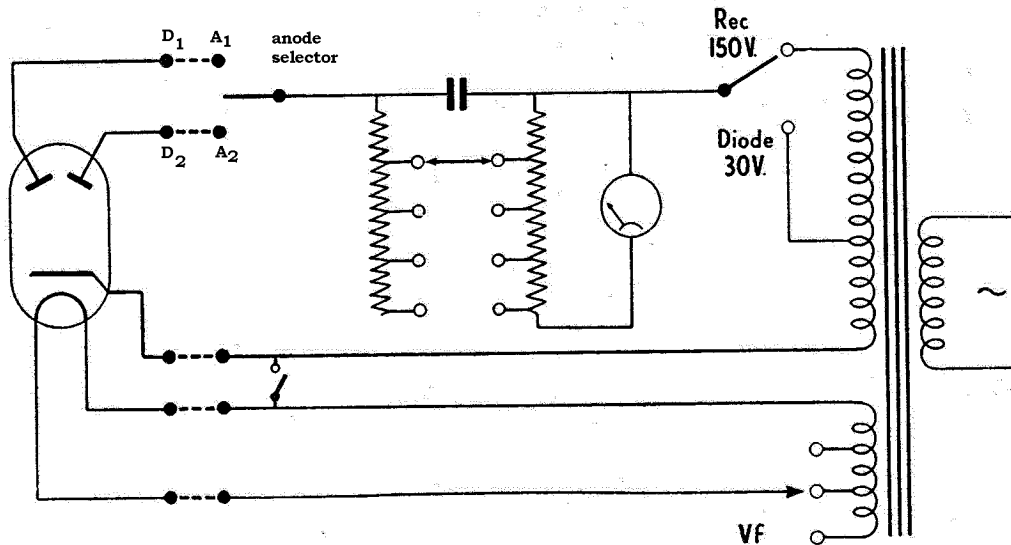 D1 A1
anode
selector
Rec
150V.
D2 A2
Diode
30V.
~
Vf